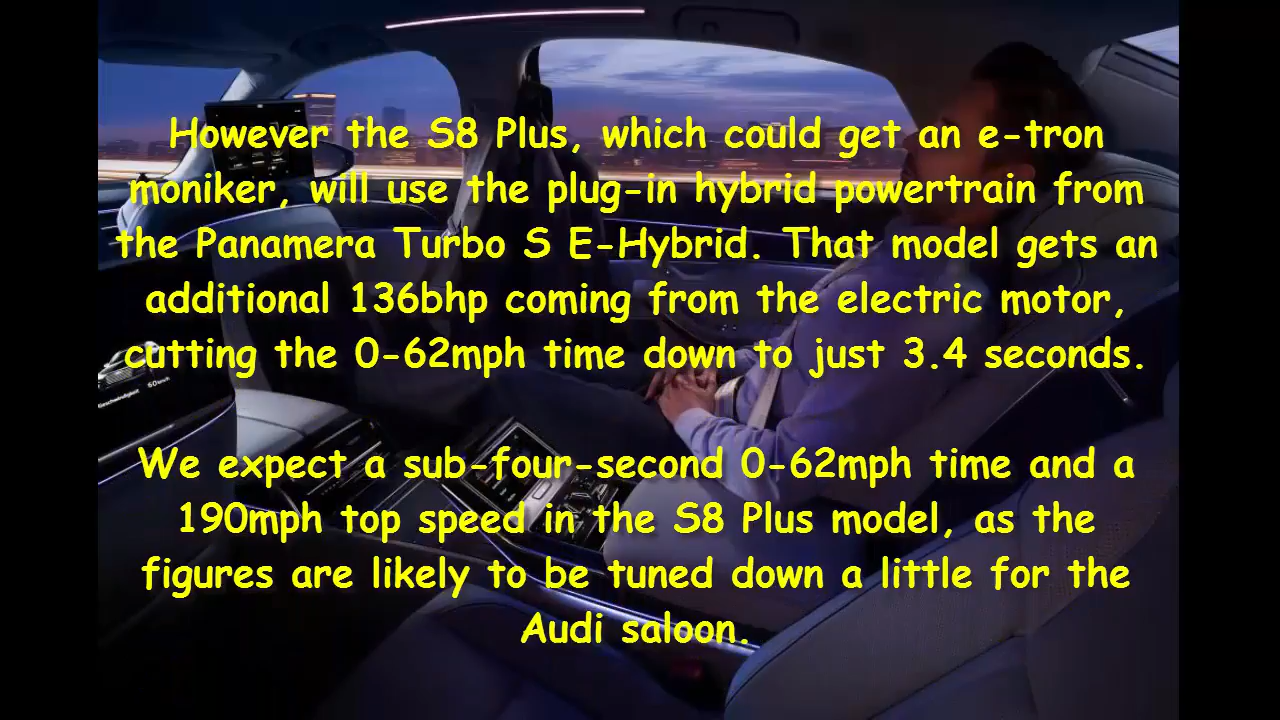 However the S8 Plus, which could get an e-tron
moniker, will use the plug-in hybrid powertrain from
the Panamera Turbo S E-Hybrid. That model gets an
additional 136bhp coming from the electric motor,
cutting the 0-62mph time down to just 3.4 seconds.
We expect a sub-four-second 0-62mph time and a
190mph top speed in the S8 Plus model, as the
figures are likely to be tuned down a little for the
Audi saloon.
Geschwindigkeit 60 km/h